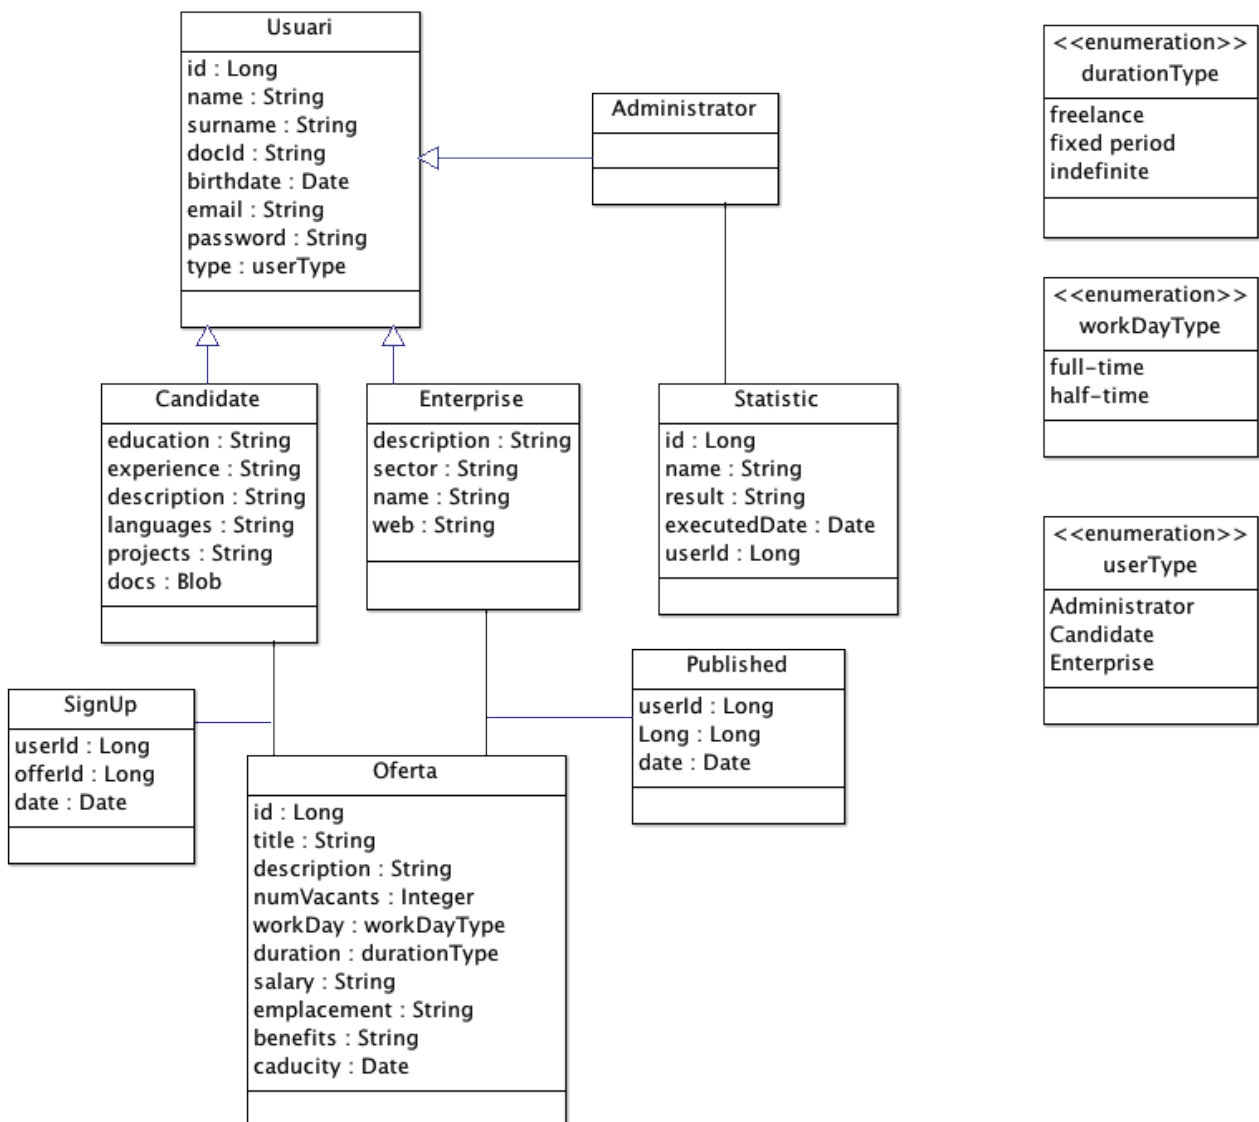 Usuari
id : Long
name : String
surname : String
docId : String
birthdate : Date
email : String
password : String
type : userType
Administrator
<<enumeration>>
durationType
freelance
fixed period
indefinite
<<enumeration>>
workDayType
full-time
half-time
Candidate
education : String
experience : String
description : String
languages : String
projects : String
docs : Blob
Enterprise
description : String
sector : String
name : String
web : String
Statistic
id : Long
name : String
result : String
executedDate : Date
userId : Long
<<enumeration>>
userType
Administrator
Candidate
Enterprise
SignUp
userId : Long
offerId : Long
date : Date
Published
userId : Long
Long : Long
date : Date
Oferta
id : Long
title : String
description : String
numVacants : Integer
workDay : workDayType
duration : durationType
salary : String
emplacement : String
benefits : String
caducity : Date